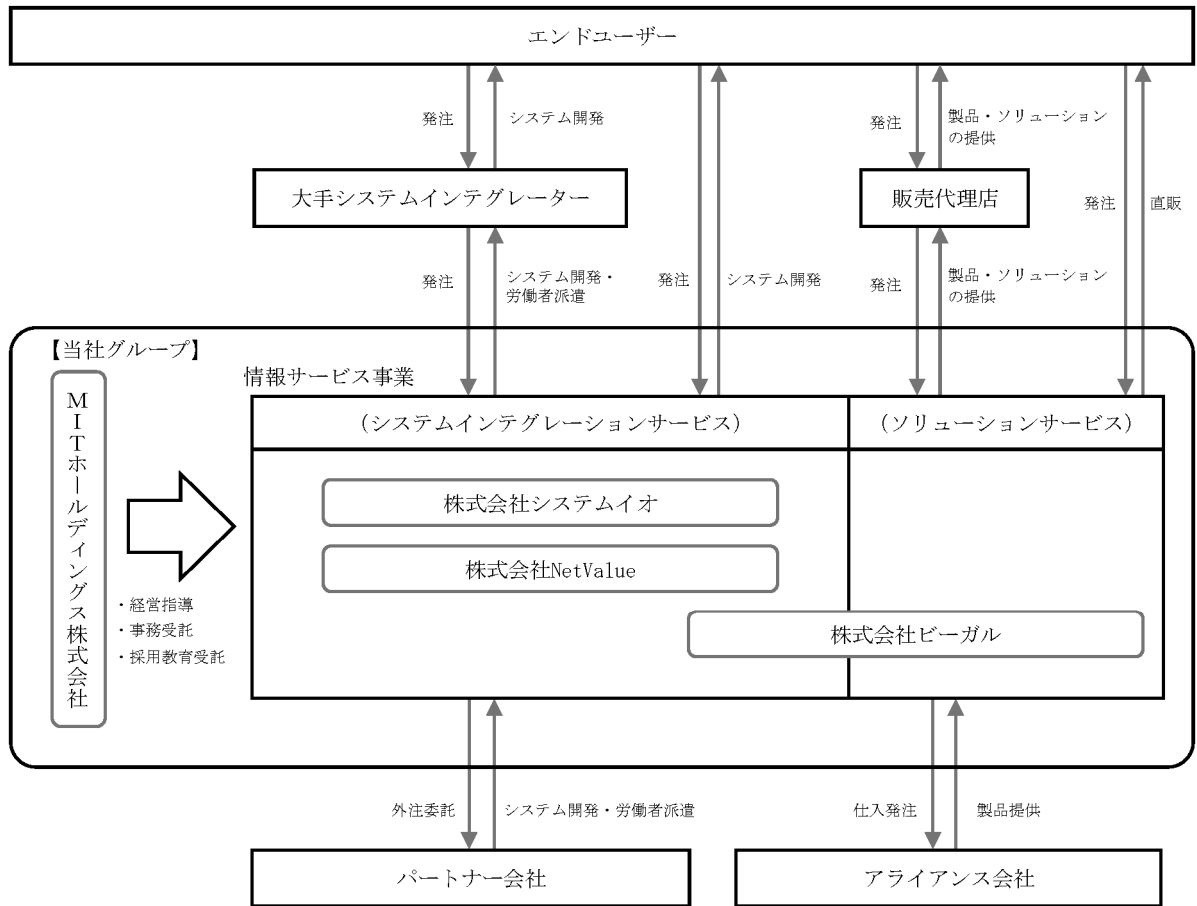 エンドユーザー
発注
システム開発
発注
製品・ソリューション
の提供
大手システムインテグレーター
販売代理店
発注
直販
発注
システム開発・
労働者派遣
発注
システム開発
発注
製品・ソリューション
の提供
【当社グループ】
情報サービス事業
MITホールディングス株式会社
(システムインテグレーションサービス)
(ソリューションサービス)
株式会社システムイオ
株式会社NetValue
株式会社ビーガル
・経営指導
・事務受託
・採用教育受託
外注委託
システム開発・労働者派遣
仕入発注
製品提供
パートナー会社
アライアンス会社